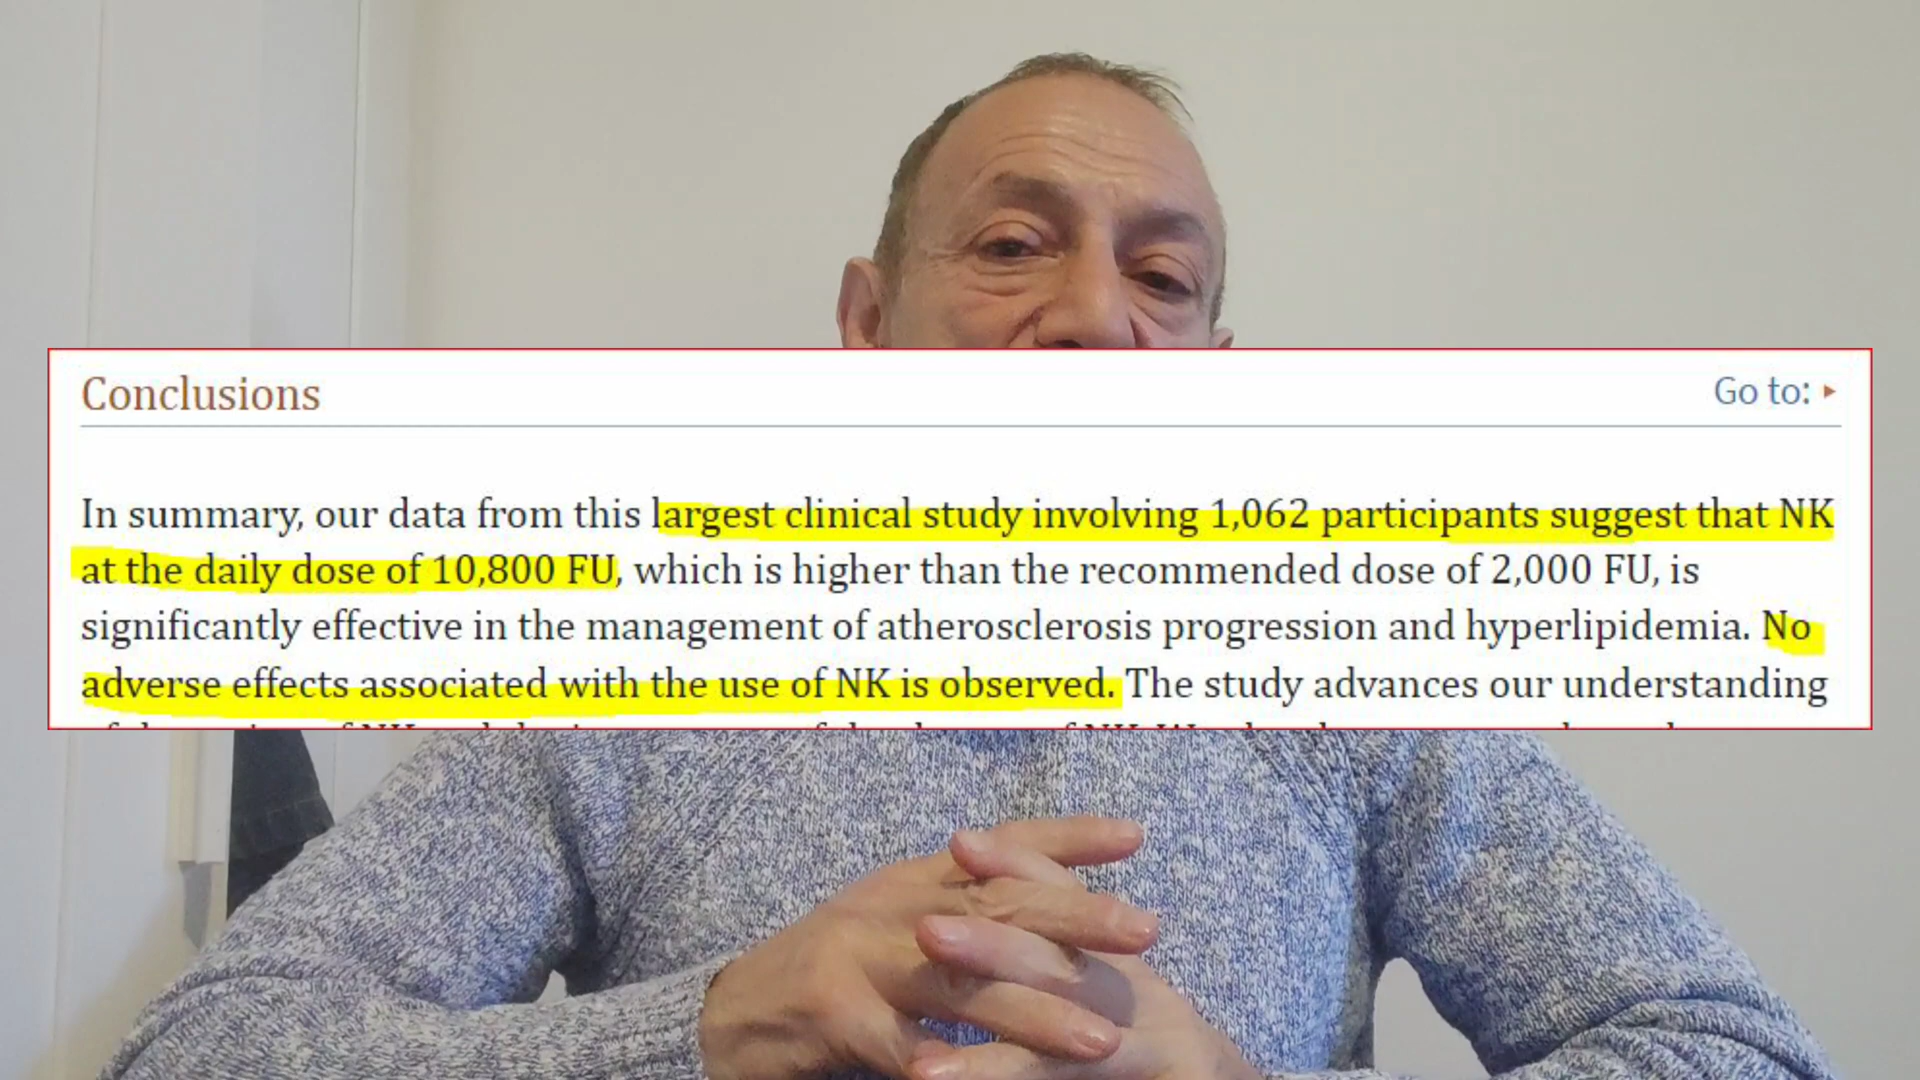 Conclusions
Go to:
In summary, our data from this largest clinical study involving 1,062 participants suggest that NK
at the daily dose of 10,800 FU, which is higher than the recommended dose of 2,000 FU, is
significantly effective in the management of atherosclerosis progression and hyperlipidemia. No
adverse effects associated with the use of NK is observed. The study advances our understanding